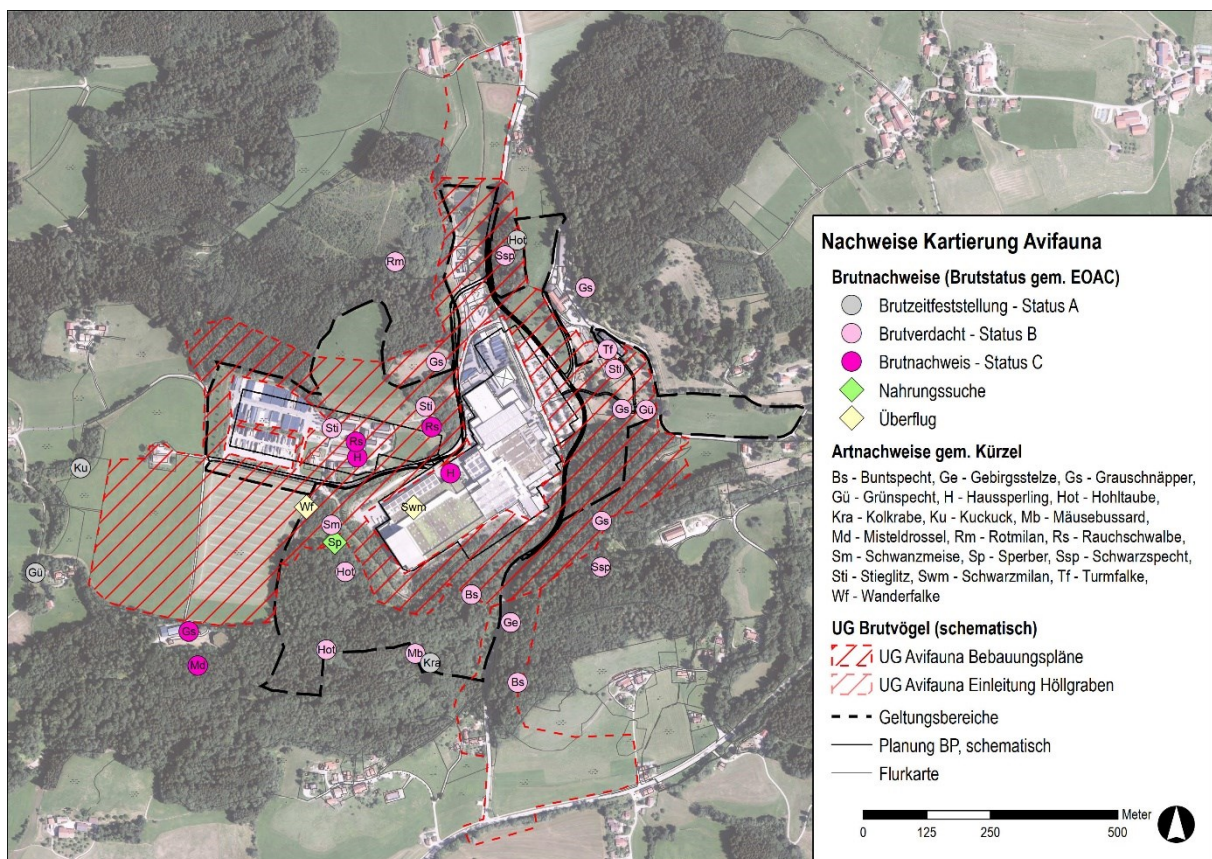 Hot
Ssp
Rm
Gs
Gs
Tf
Sti
Sti
Gs
Gü
Sti
Rs
Rs
H
H
Ku
Wf
Swm
Sm
Sp
Gs
Hot
Ssp
Gü
Bs
Ge
Gs
Hot
Mb
Kra
Md
Bs
Nachweise Kartierung Avifauna
Brutnachweise (Brutstatus gem. EOAC)
Brutzeitfeststellung - Status A
Brutverdacht - Status B
Brutnachweis - Status C
Nahrungssuche
Überflug
Artnachweise gem. Kürzel
Bs - Buntspecht, Ge - Gebirgsstelze, Gs - Grauschnäpper,
Gü - Grünspecht, H - Haussperling, Hot - Hohltaube,
Kra - Kolkrabe, Ku - Kuckuck, Mb - Mäusebussard,
Md - Misteldrossel, Rm - Rotmilan, Rs - Rauchschwalbe,
Sm - Schwanzmeise, Sp - Sperber, Ssp - Schwarzspecht,
Sti - Stieglitz, Swm - Schwarzmilan, Tf - Turmfalke,
Wf - Wanderfalke
UG Brutvögel (schematisch)
UG Avifauna Bebauungspläne
UG Avifauna Einleitung Höllgraben
Geltungsbereiche
Planung BP, schematisch
Flurkarte
Meter
0 125 250 500